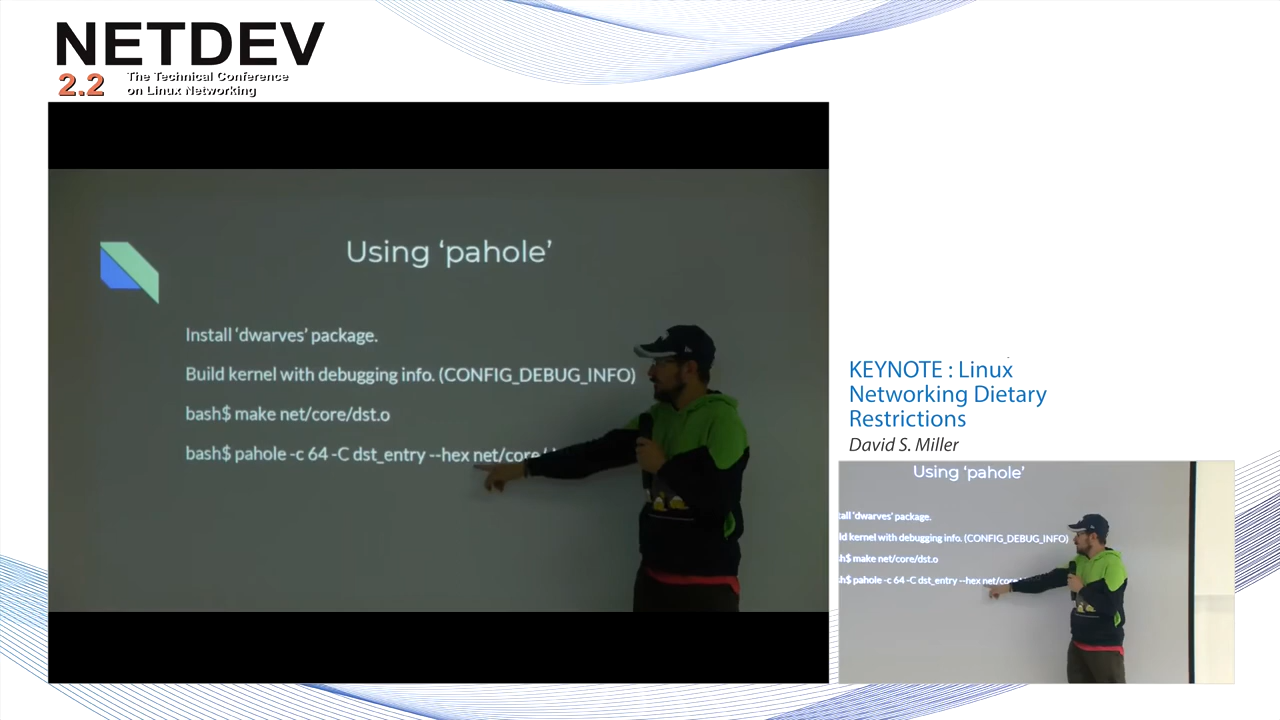 NETDEV
2.2
The Technical Conference
on Linux Networking
Using ‘pahole’
Install ‘dwarves’ package.
Build kernel with debugging info. (CONFIG_DEBUG_INFO)
bash$ make net/core/dst.o
bash$ pahole -c 64 -C dst_entry --hex net/core/
KEYNOTE : Linux
Networking Dietary
Restrictions
David S. Miller
Using ‘pahole’
package.
kernel with debugging info. (CONFIG_DEBUG_INFO)
make net/core/dst.o
pahole -c 64 -C dst_entry --hex net/core